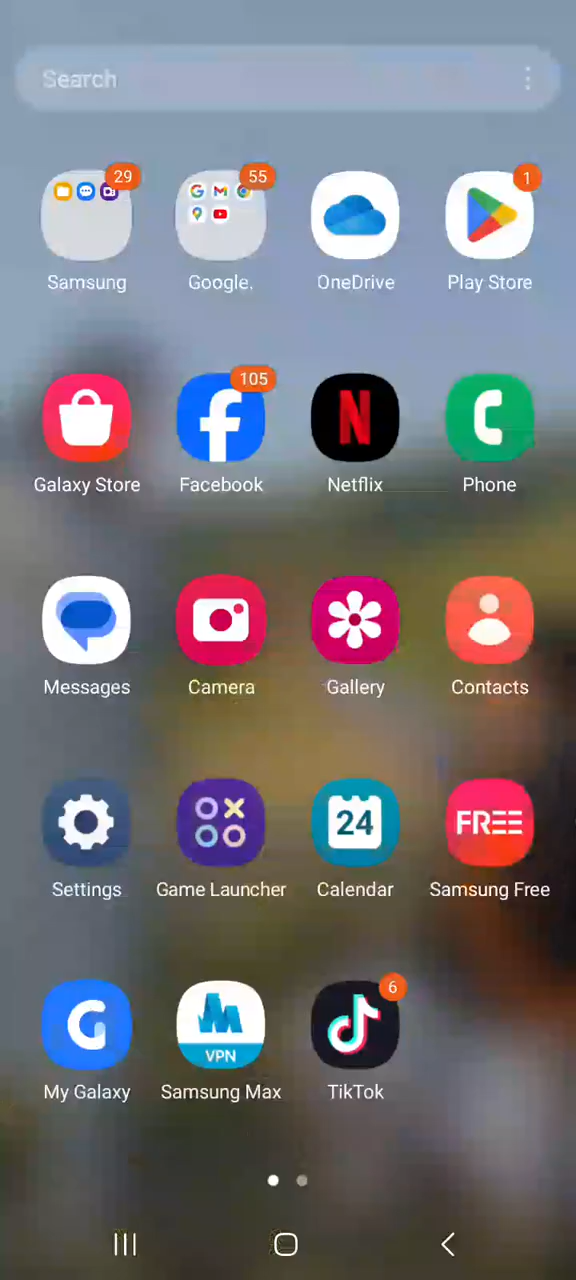 Search
29
55
1
Samsung
Google.
OneDrive
Play Store
105
N
Galaxy Store
Facebook
Netflix
Phone
Messages
Camera
Gallery
Contacts
24
FREE
Settings
Game Launcher
Calendar
Samsung Free
6
G
VPN
My Galaxy
Samsung Max
TikTok